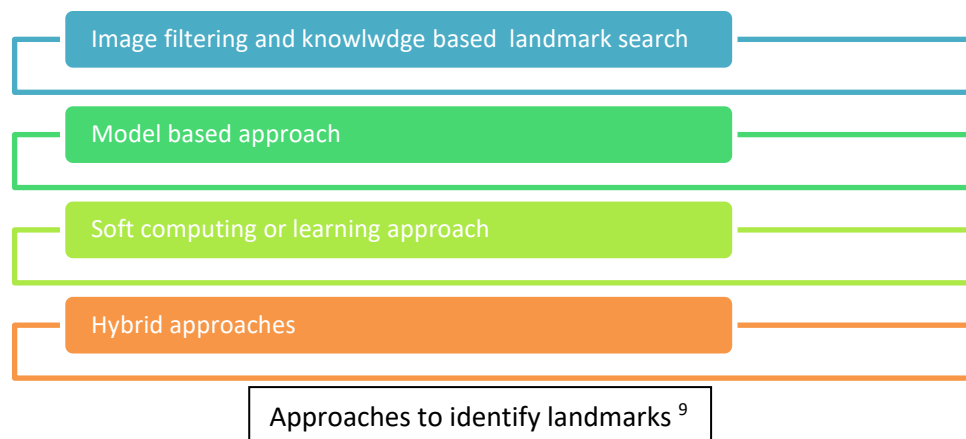 Image filtering and knowlwdge based landmark search
Model based approach
Soft computing or learning approach
Hybrid approaches
Approaches to identify landmarks ⁹